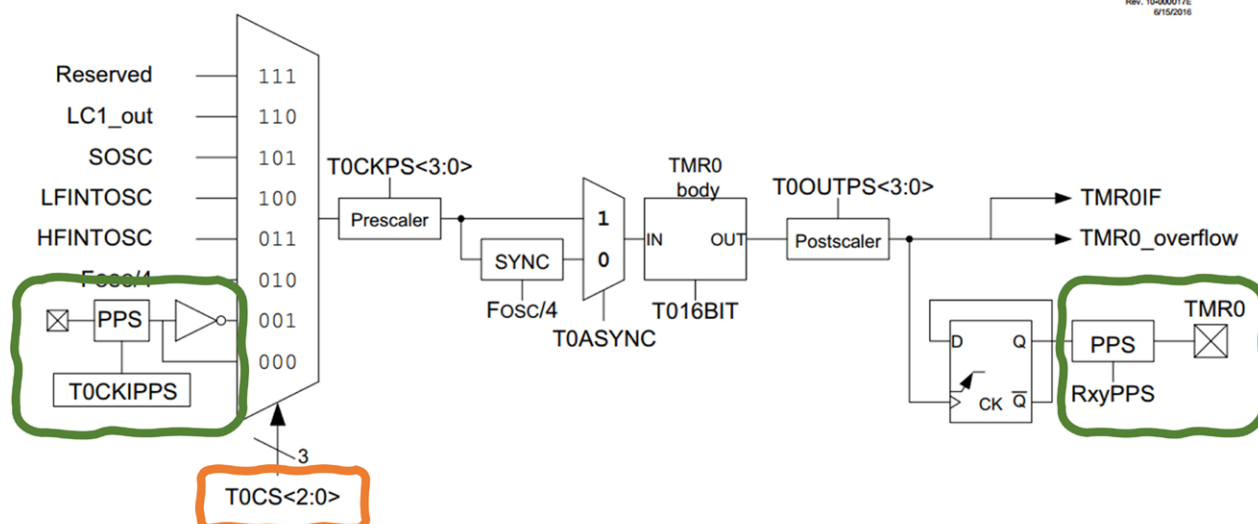 Rev. 10-000017E
6/15/2016
Reserved 111
LC1_out 110
SOSC 101
LFINTOSC 100
HFINTOSC 011
FOSC/4 010
PPS 001
000
T0CKIPPS
3
T0CS<2:0>
T0CKPS<3:0>
Prescaler
SYNC
FOSC/4
1
0
T0ASYNC
TMR0
body
IN OUT
T016BIT
T0OUTPS<3:0>
Postscaler
TMR0IF
TMR0_overflow
D Q
CK Q
PPS
RxyPPS
TMR0